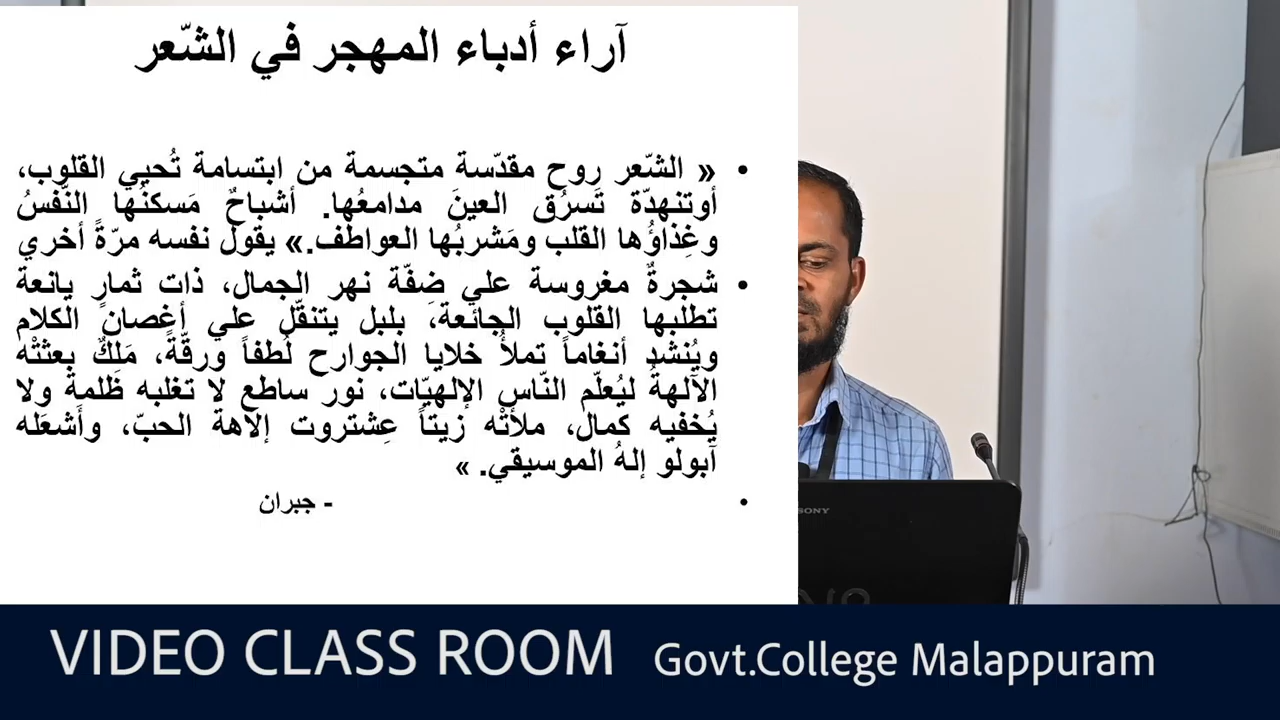 آراء أدباء المهجر في الشّعر
• « الشّعر روح مقدّسة متجسمة من ابتسامة تُحيي القلوب،
أوتنهدّة تَسرُق العينَ مدامعُها. أشباحٌ مَسكنُها النّفسُ
وغِذاؤُها القلب ومَشربُها العواطف.» يقول نفسه مرّةً أخري
• شجرةٌ مغروسة علي ضِفّة نهر الجمال، ذات ثمارٍ يانعة
تطلبها القلوب الجائعة، بلبل يتنقّل علي أغصان الكلام
ويُنشد أنغاماً تملأُ خلايا الجوارح لُطفاً ورقّةً، مَلِكٌ بعثتْه
الآلهةُ ليُعلّم النّاس الإلهيّات، نور ساطع لا تغلبه ظَلمة ولا
يُخفيه كمال، ملأتْه زيتاً عِشتروت إلاهة الحبّ، وأشعَله
آبولو إلهُ الموسيقي. »
• - جبران
SONY
VIDEO CLASS ROOM Govt.College Malappuram